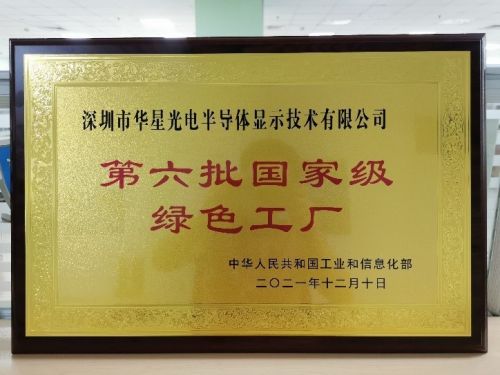 深圳市华星光电半导体显示技术有限公司
第六批国家级
绿色工厂
中华人民共和国工业和信息化部
二〇二一年十二月十日